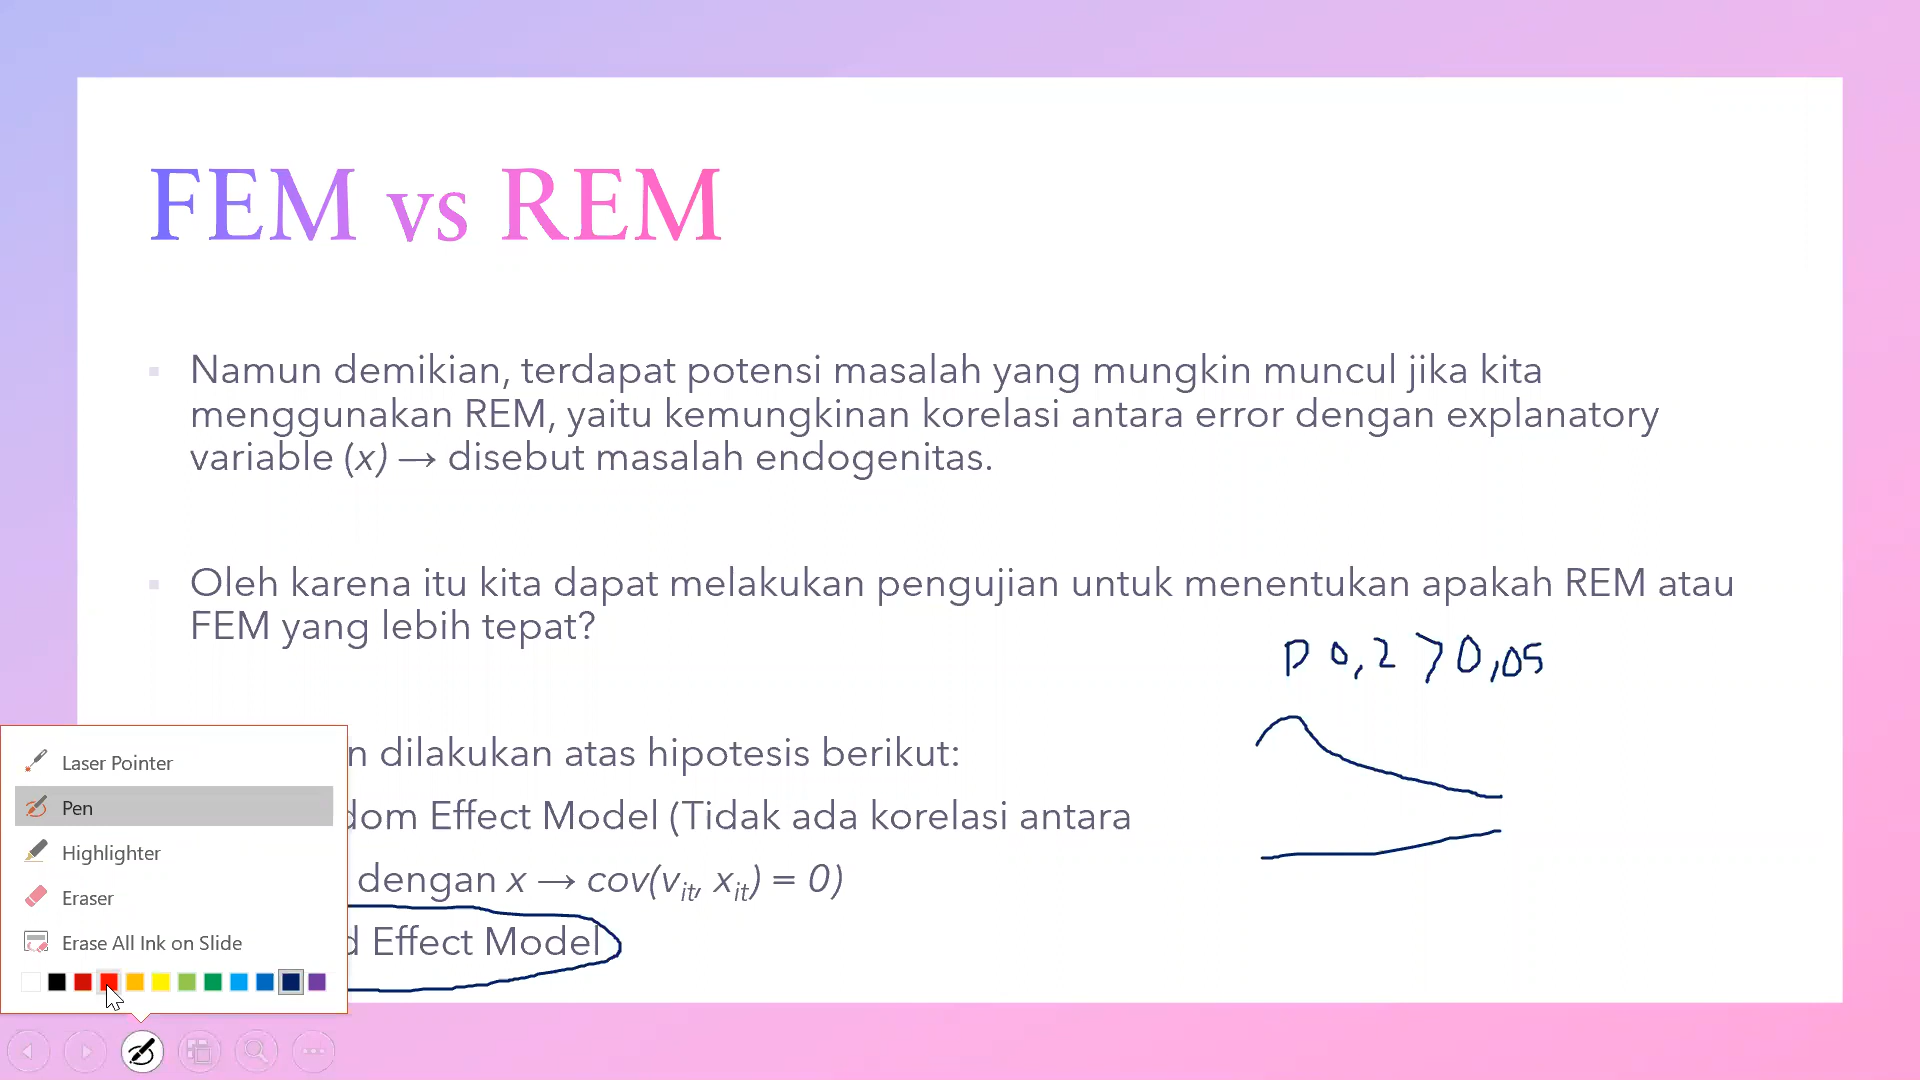 FEM vs REM
Namun demikian, terdapat potensi masalah yang mungkin muncul jika kita
menggunakan REM, yaitu kemungkinan korelasi antara error dengan explanatory
variable (x) → disebut masalah endogenitas.
Oleh karena itu kita dapat melakukan pengujian untuk menentukan apakah REM atau
FEM yang lebih tepat?
P 0,2 > 0,05
dilakukan atas hipotesis berikut:
Effect Model (Tidak ada korelasi antara
dengan x → cov(vit, xit) = 0)
Effect Model
Laser Pointer
Pen
Highlighter
Eraser
Erase All Ink on Slide